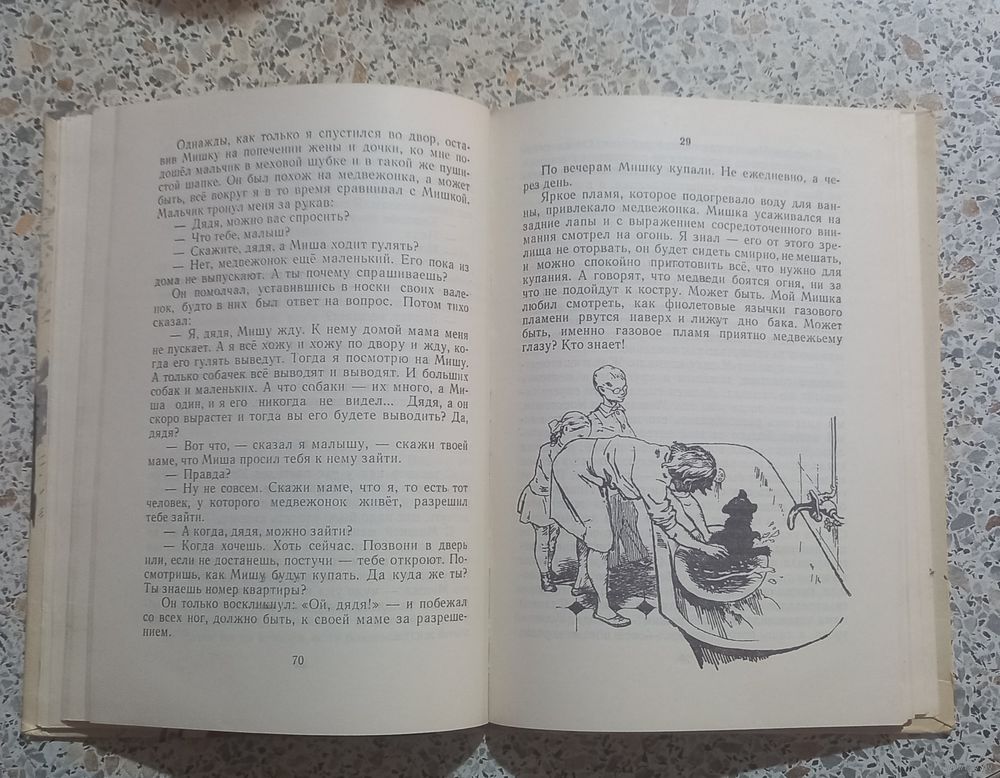 Однажды, как только я спустился во двор, оста-
вив Мишку на попечении жены и дочки, ко мне по-
дошёл мальчик в меховой шубке и в такой же пуши-
стой шапке. Он был похож на медвежонка, а может
быть, всё вокруг я в то время сравнивал с Мишкой.
Мальчик тронул меня за рукав:
— Дядя, можно вас спросить?
— Что тебе, малыш?
— Скажите, дядя, а Миша ходит гулять?
— Нет, медвежонок ещё маленький. Его пока из
дома не выпускают. А ты почему спрашиваешь?
Он помолчал, уставившись в носки своих вале-
нок, будто в них был ответ на вопрос. Потом тихо
сказал:
— Я, дядя, Мишу жду. К нему домой мама меня
не пускает. А я всё хожу и хожу по двору и жду, ко-
гда его гулять выведут. Тогда я посмотрю на Мишу.
А только собачек всё выводят и выводят. И больших
собак и маленьких. А что собаки — их много, а Ми-
ша один, и я его никогда не видел... Дядя, а он
скоро вырастет и тогда вы его будете выводить? Да,
дядя?
— Вот что, — сказал я малышу, — скажи твоей
маме, что Миша просил тебя к нему зайти.
— Правда?
— Ну не совсем. Скажи маме, что я, то есть тот
человек, у которого медвежонок живёт, разрешил
тебе зайти.
— А когда, дядя, можно зайти?
— Когда хочешь. Хоть сейчас. Позвони в дверь
или, если не достанешь, постучи — тебе откроют. По-
смотришь, как Мишу будут купать. Да куда же ты?
Ты знаешь номер квартиры?
Он только воскликнул: «Ой, дядя!» — и побежал
со всех ног, должно быть, к своей маме за разреше-
нием.
70
29
По вечерам Мишку купали. Не ежедневно, а че-
рез день.
Яркое пламя, которое подогревало воду для ван-
ны, привлекало медвежонка. Мишка усаживался на
задние лапы и с выражением сосредоточенного вни-
мания смотрел на огонь. Я знал — его от этого зре-
лища не оторвать, он будет сидеть смирно, не мешать,
и можно спокойно приготовить всё, что нужно для
купания. А говорят, что медведи боятся огня, ни за
что не подойдут к костру. Может быть. Мой Мишка
любил смотреть, как фиолетовые язычки газового
пламени рвутся наверх и лижут дно бака. Может
быть, именно газовое пламя приятно медвежьему
глазу? Кто знает!